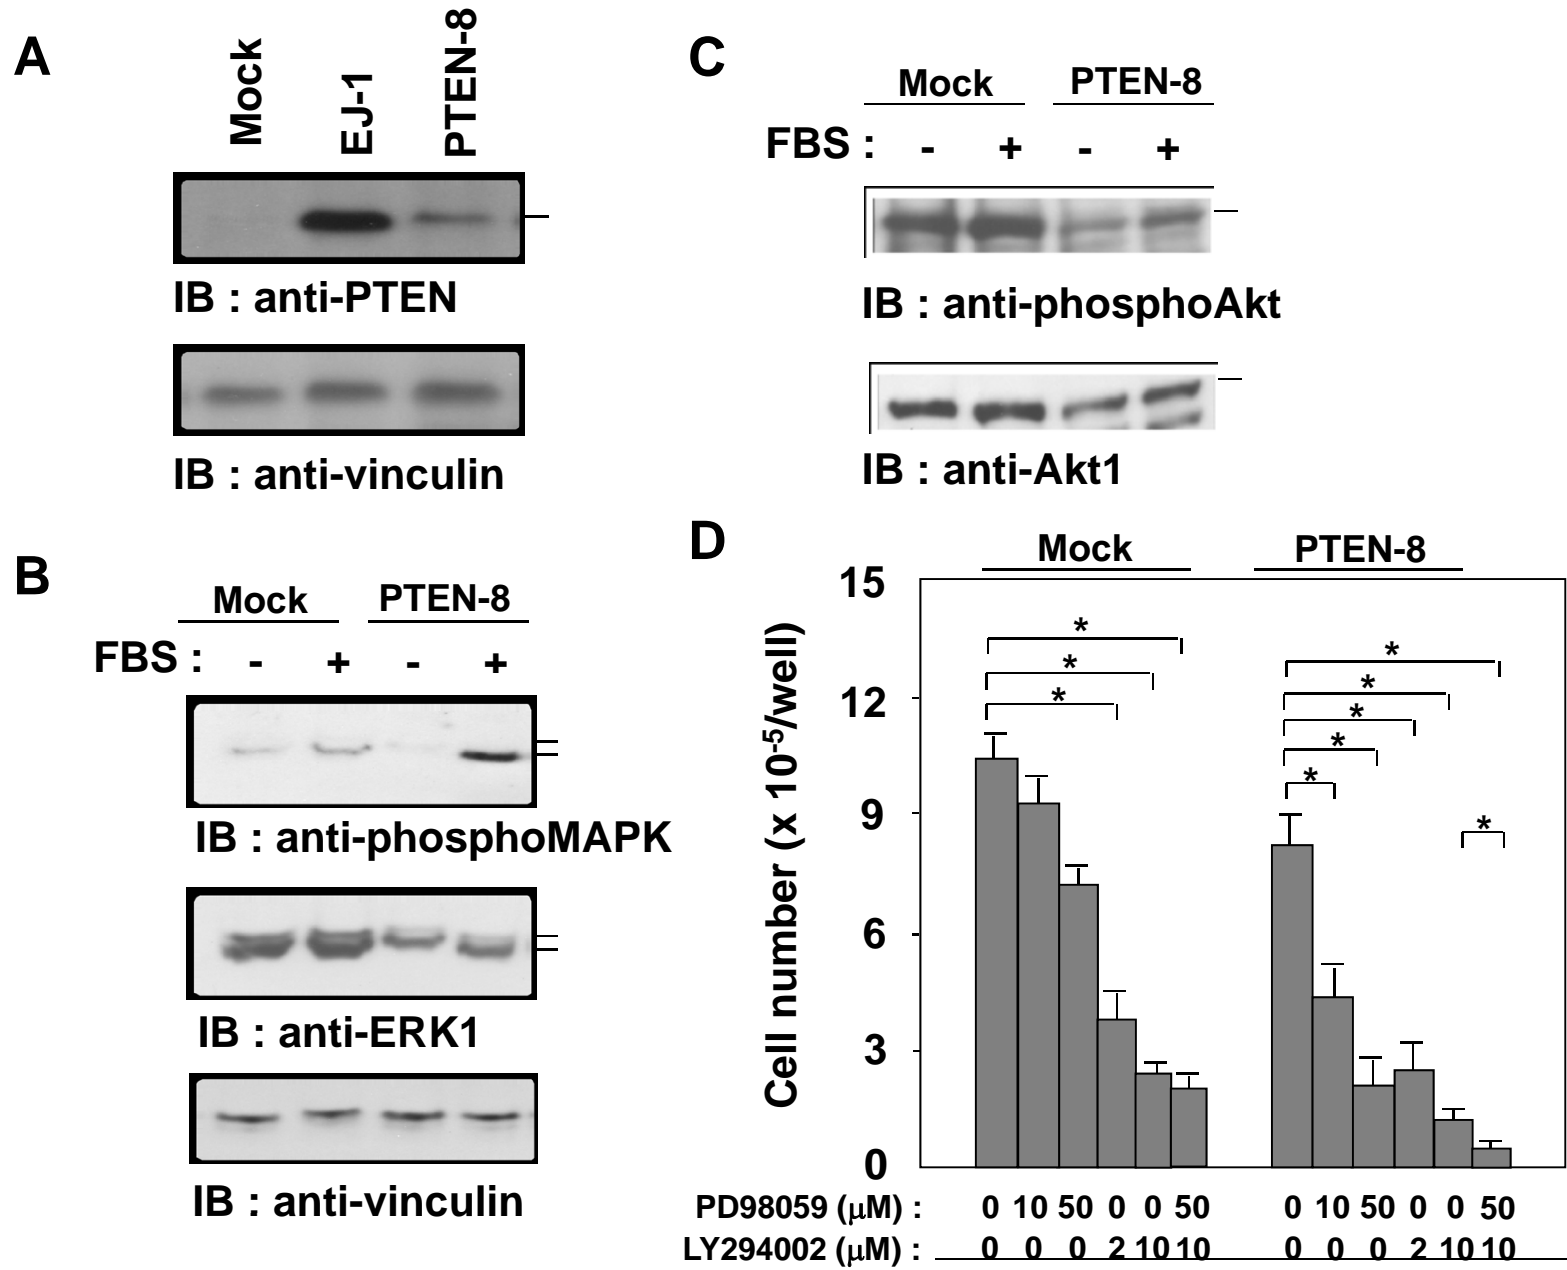 A
Mock
EJ-1
PTEN-8
IB : anti-PTEN
IB : anti-vinculin
B
Mock PTEN-8
FBS : - + - +
IB : anti-phosphoMAPK
IB : anti-ERK1
IB : anti-vinculin
C
Mock PTEN-8
FBS : - + - +
IB : anti-phosphoAkt
IB : anti-Akt1
D
Mock PTEN-8
Cell number (x 10-5/well)
15
12
9
6
3
0
* * *
* * * * * *
PD98059 (μM) : 0 10 50 0 0 50 0 10 50 0 0 50
LY294002 (μM) : 0 0 0 2 10 10 0 0 0 2 10 10